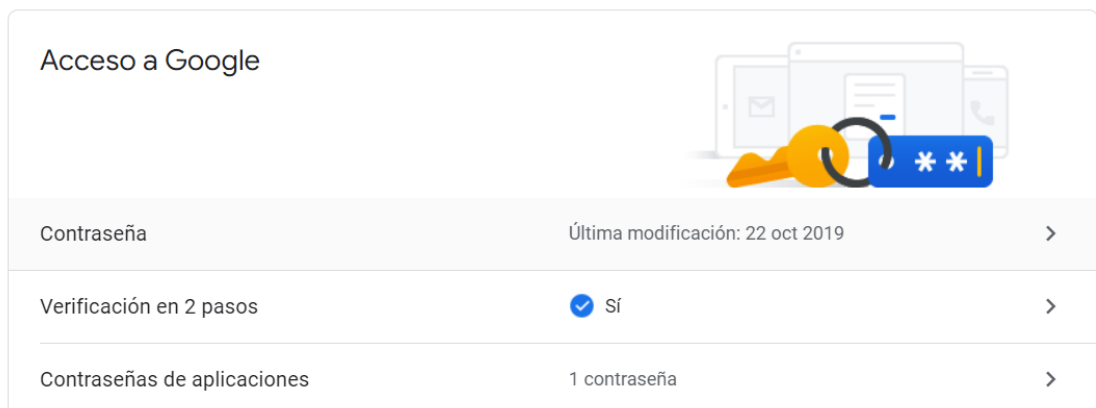 Acceso a Google
**
Contraseña
Última modificación: 22 oct 2019
Verificación en 2 pasos
Sí
Contraseñas de aplicaciones
1 contraseña